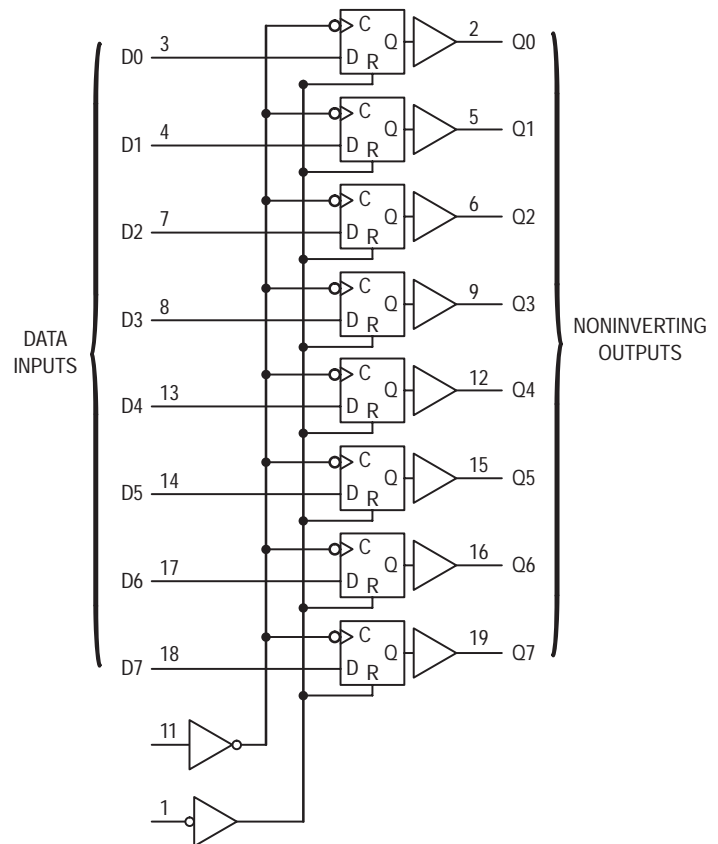 C
D R Q
D0 3
2 Q0
C
D R Q
D1 4
5 Q1
C
D R Q
D2 7
6 Q2
C
D R Q
D3 8
9 Q3
DATA
INPUTS
NONINVERTING
OUTPUTS
C
D R Q
D4 13
12 Q4
C
D R Q
D5 14
15 Q5
C
D R Q
D6 17
16 Q6
C
D R Q
D7 18
19 Q7
11
1